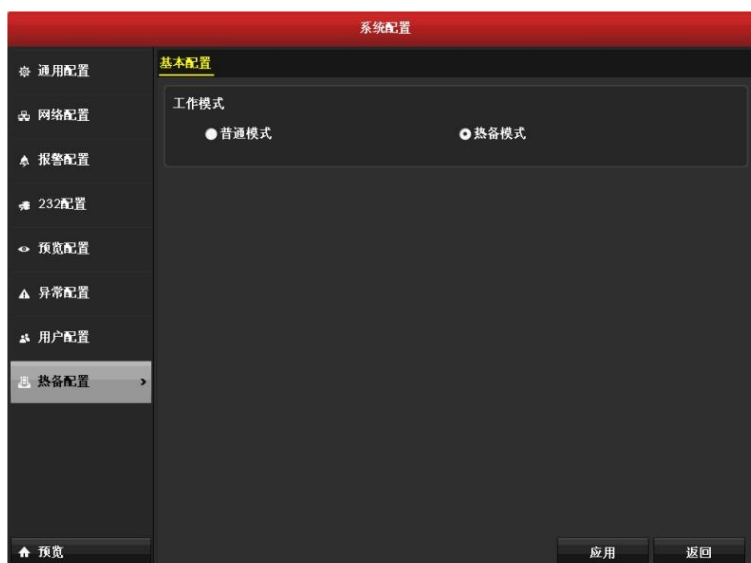 系统配置
通用配置
网络配置
报警配置
232配置
预览配置
异常配置
用户配置
热备配置
预览
基本配置
工作模式
普通模式 热备模式
应用 返回